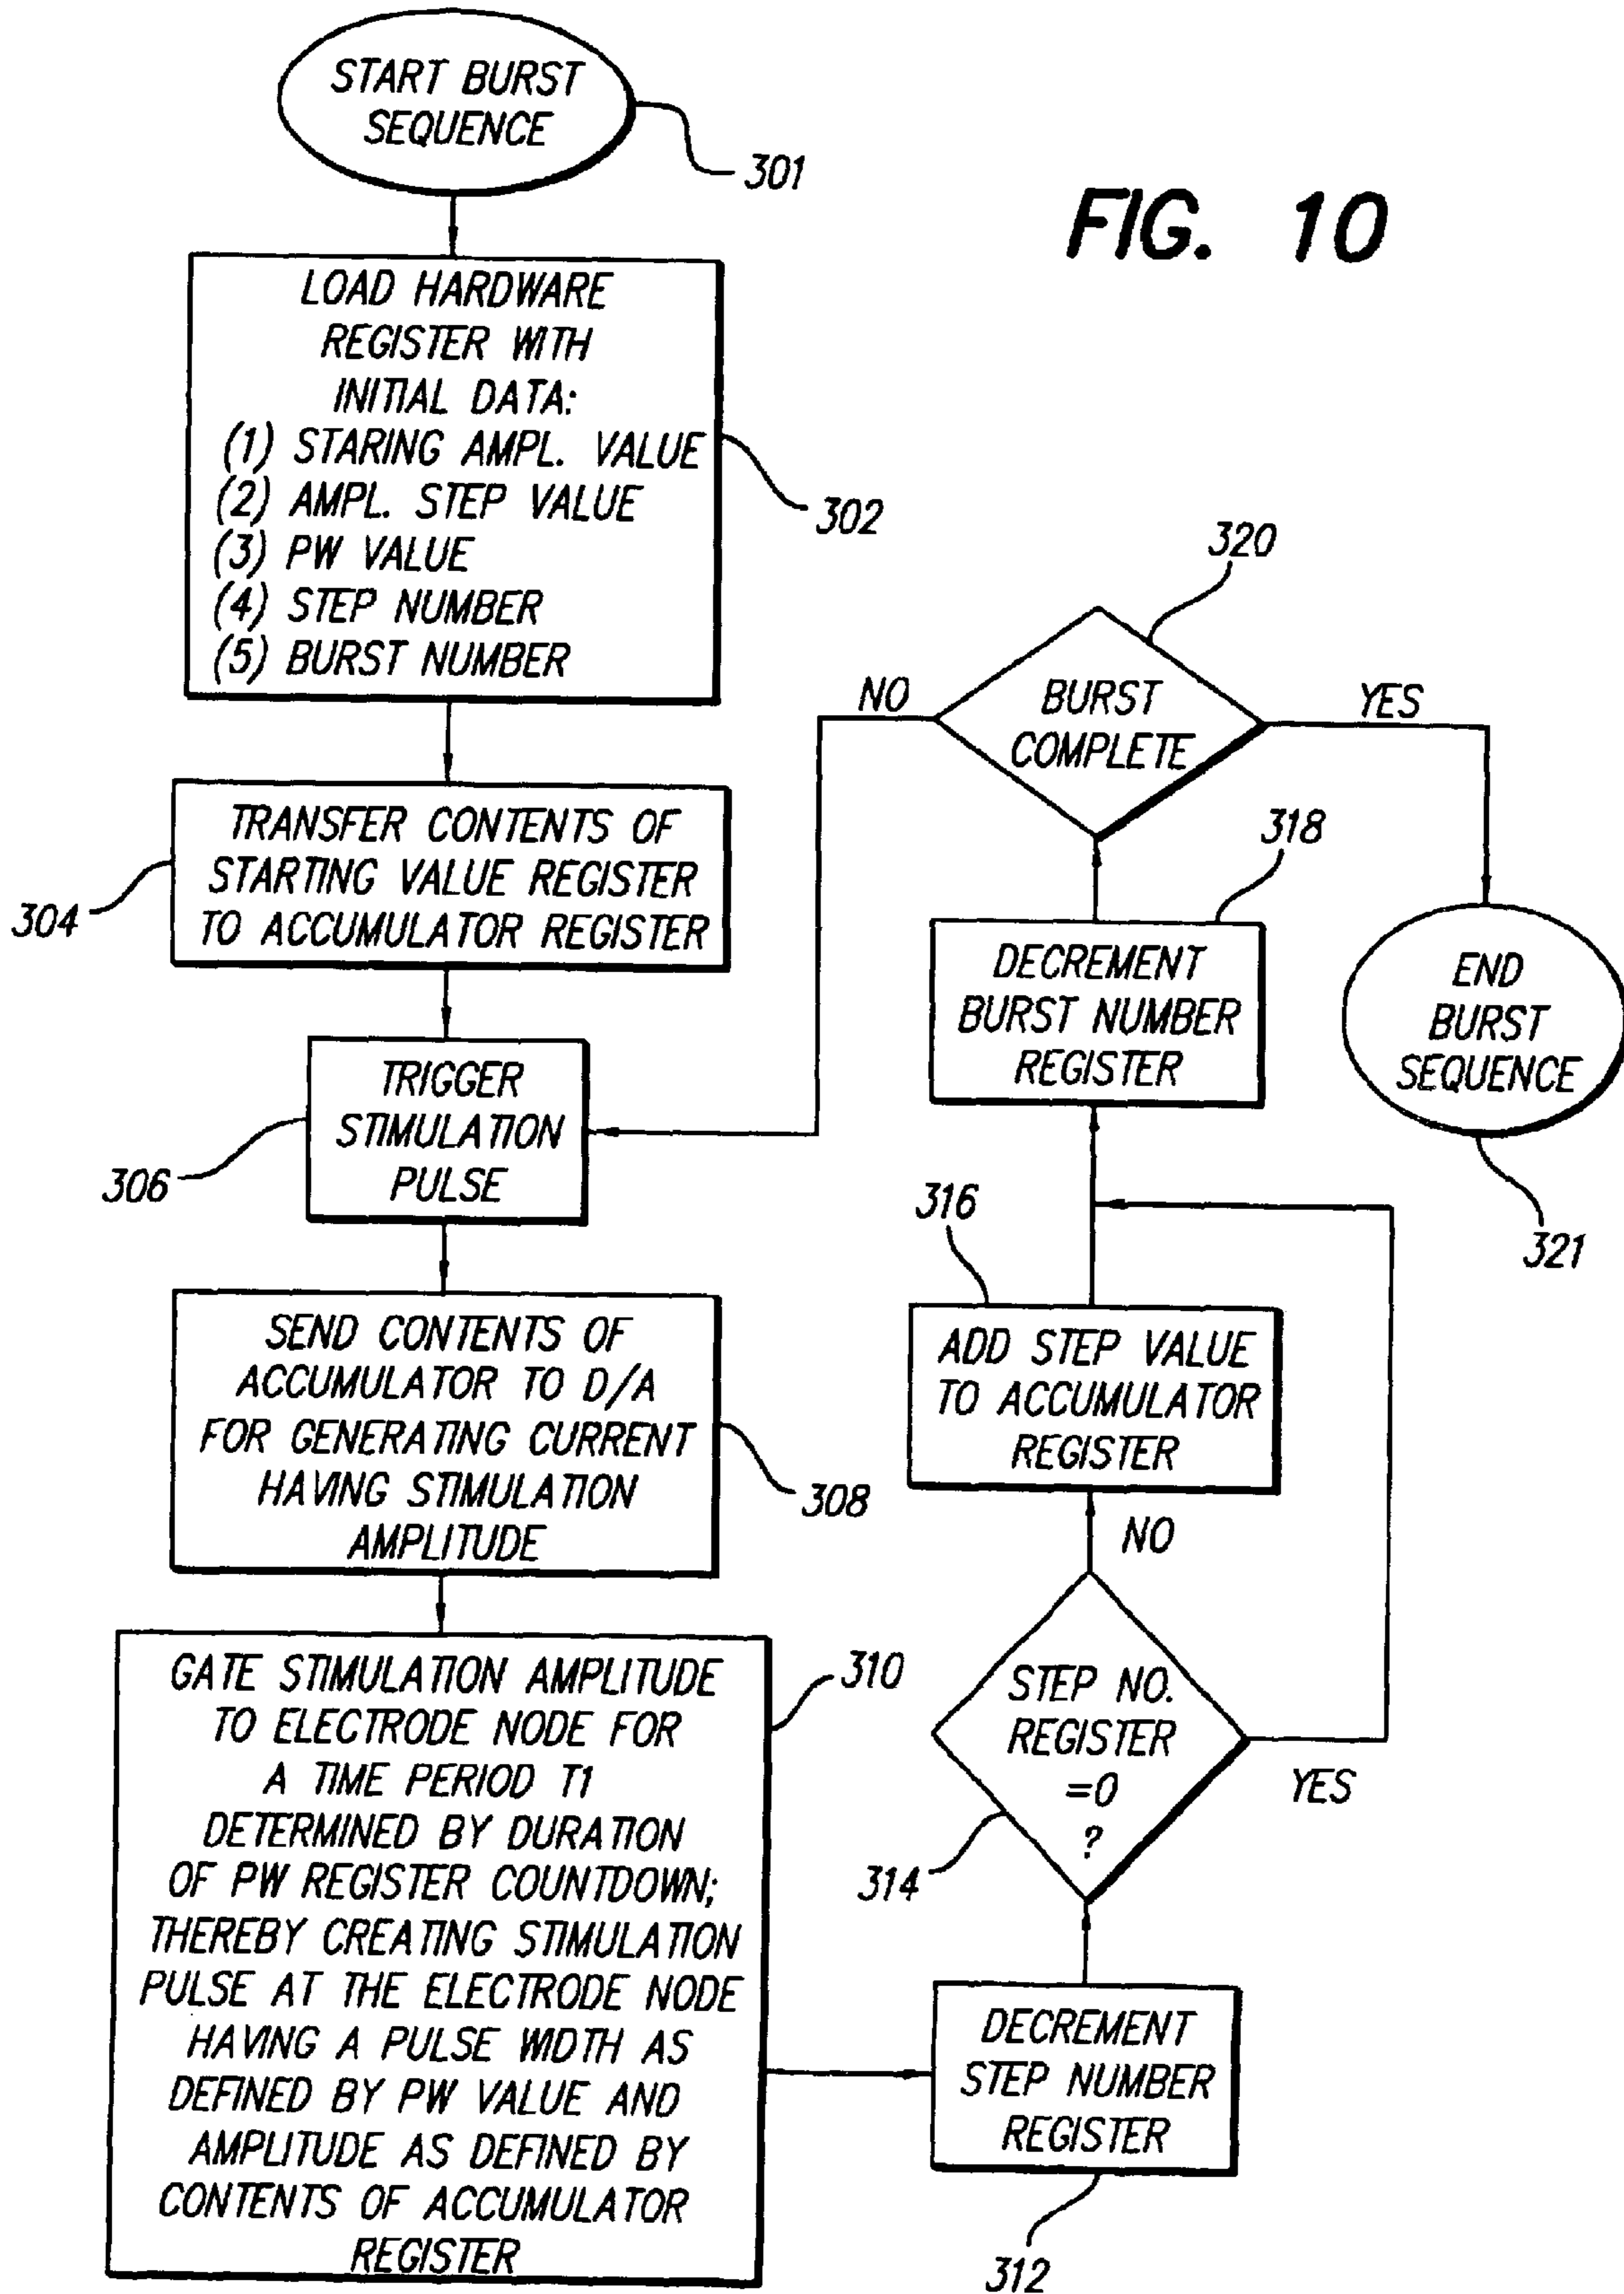 START BURST
SEQUENCE
301
FIG. 10
LOAD HARDWARE
REGISTER WITH
INITIAL DATA:
(1) STARING AMPL. VALUE
(2) AMPL. STEP VALUE
(3) PW VALUE
(4) STEP NUMBER
(5) BURST NUMBER
302
TRANSFER CONTENTS OF
STARTING VALUE REGISTER
TO ACCUMULATOR REGISTER
304
TRIGGER
STIMULATION
PULSE
306
SEND CONTENTS OF
ACCUMULATOR TO D/A
FOR GENERATING CURRENT
HAVING STIMULATION
AMPLITUDE
308
GATE STIMULATION AMPLITUDE
TO ELECTRODE NODE FOR
A TIME PERIOD T1
DETERMINED BY DURATION
OF PW REGISTER COUNTDOWN;
THEREBY CREATING STIMULATION
PULSE AT THE ELECTRODE NODE
HAVING A PULSE WIDTH AS
DEFINED BY PW VALUE AND
AMPLITUDE AS DEFINED BY
CONTENTS OF ACCUMULATOR
REGISTER
310
DECREMENT
STEP NUMBER
REGISTER
312
STEP NO.
REGISTER
=0
?
314
YES
NO
ADD STEP VALUE
TO ACCUMULATOR
REGISTER
316
DECREMENT
BURST NUMBER
REGISTER
318
BURST
COMPLETE
320
NO
YES
END
BURST
SEQUENCE
321